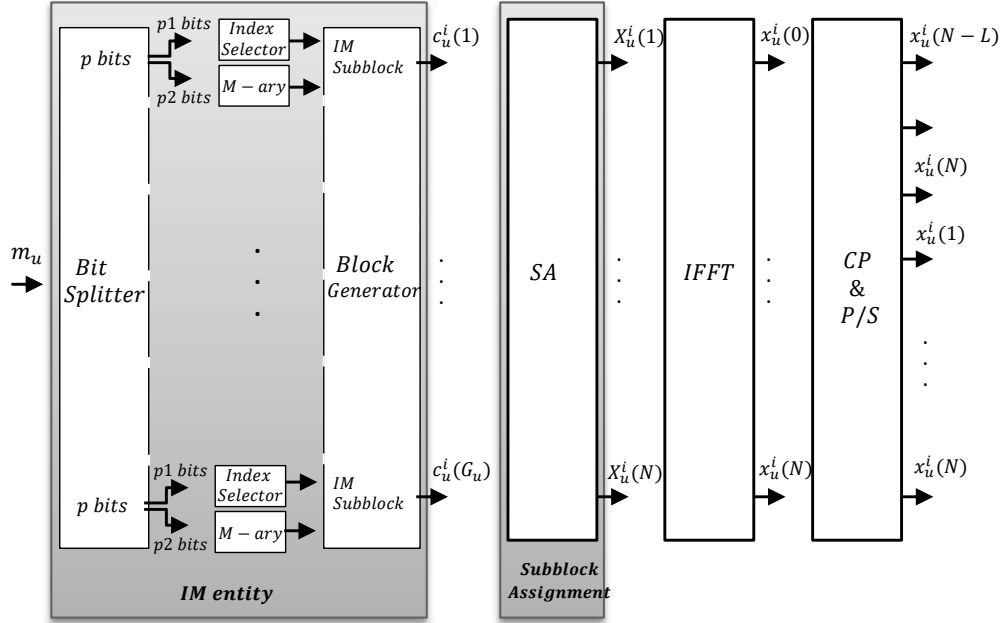 p1 bits
Index
Selector
IM
Subblock
c_u^i(1)
X_u^i(1)
x_u^i(0)
x_u^i(N − L)
p bits
p2 bits
M − ary
x_u^i(N)
x_u^i(1)
m_u
Bit
Splitter
Block
Generator
SA
IFFT
CP
&
P/S
p1 bits
Index
Selector
IM
Subblock
c_u^i(G_u)
X_u^i(N)
x_u^i(N)
x_u^i(N)
p bits
p2 bits
M − ary
IM entity
Subblock
Assignment